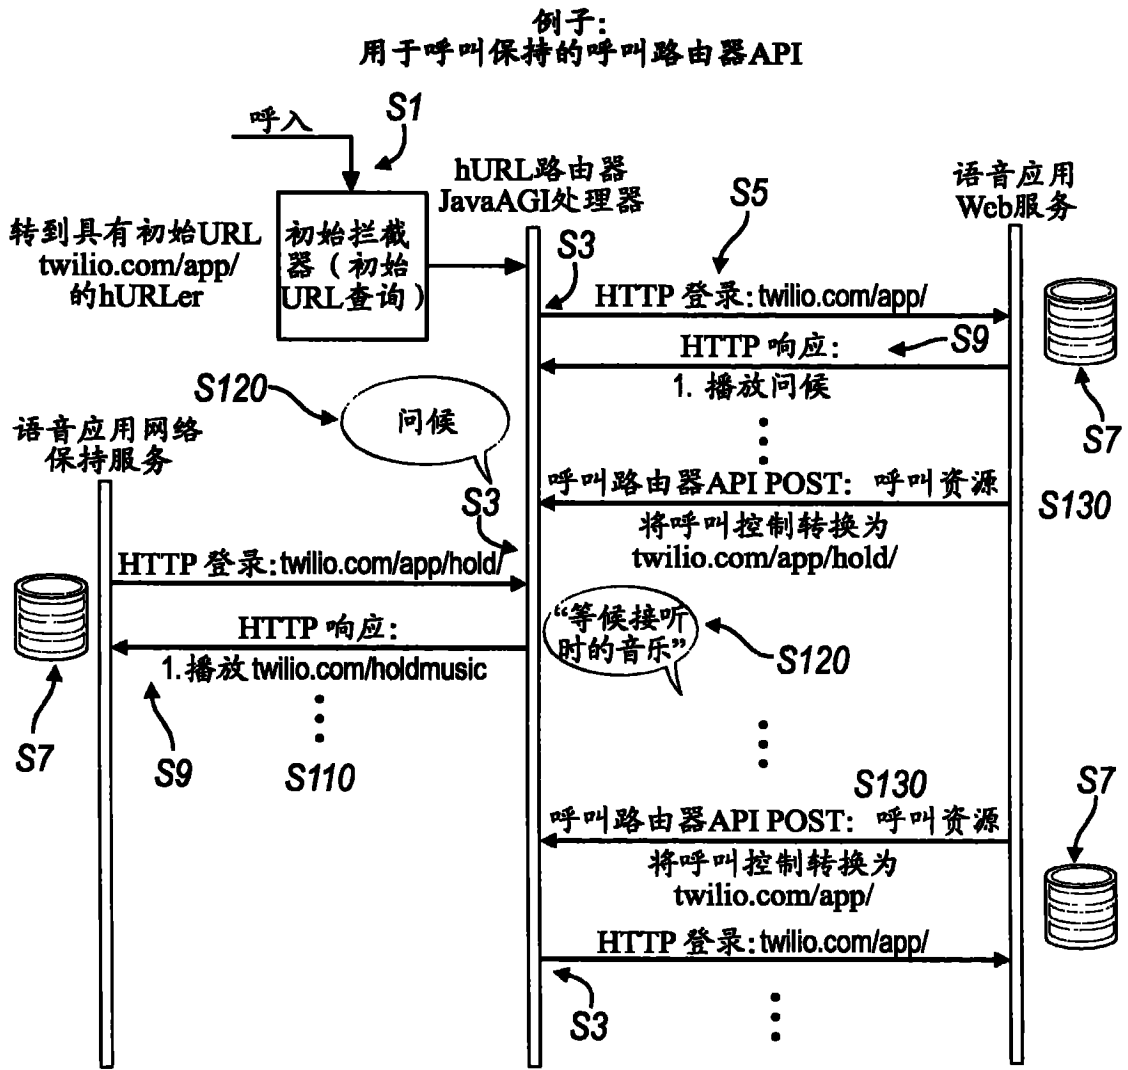 例子：
用于呼叫保持的呼叫路由器API
呼入
S1
hURL路由器
JavaAGI处理器
语音应用
Web服务
转到具有初始URL
twilio.com/app/
的hURLer
初始拦截
器（初始
URL查询）
S5
S3
HTTP 登录：twilio.com/app/
HTTP 响应：
S9
1. 播放问候
S7
S120
问候
语音应用网络
保持服务
S3
呼叫路由器API POST： 呼叫资源
S130
将呼叫控制转换为
twilio.com/app/hold/
HTTP 登录：twilio.com/app/hold/
HTTP 响应：
“等候接听
时的音乐”
S120
1.播放 twilio.com/holdmusic
S7
S9
S110
S130
S7
呼叫路由器API POST： 呼叫资源
将呼叫控制转换为
twilio.com/app/
HTTP 登录：twilio.com/app/
S3